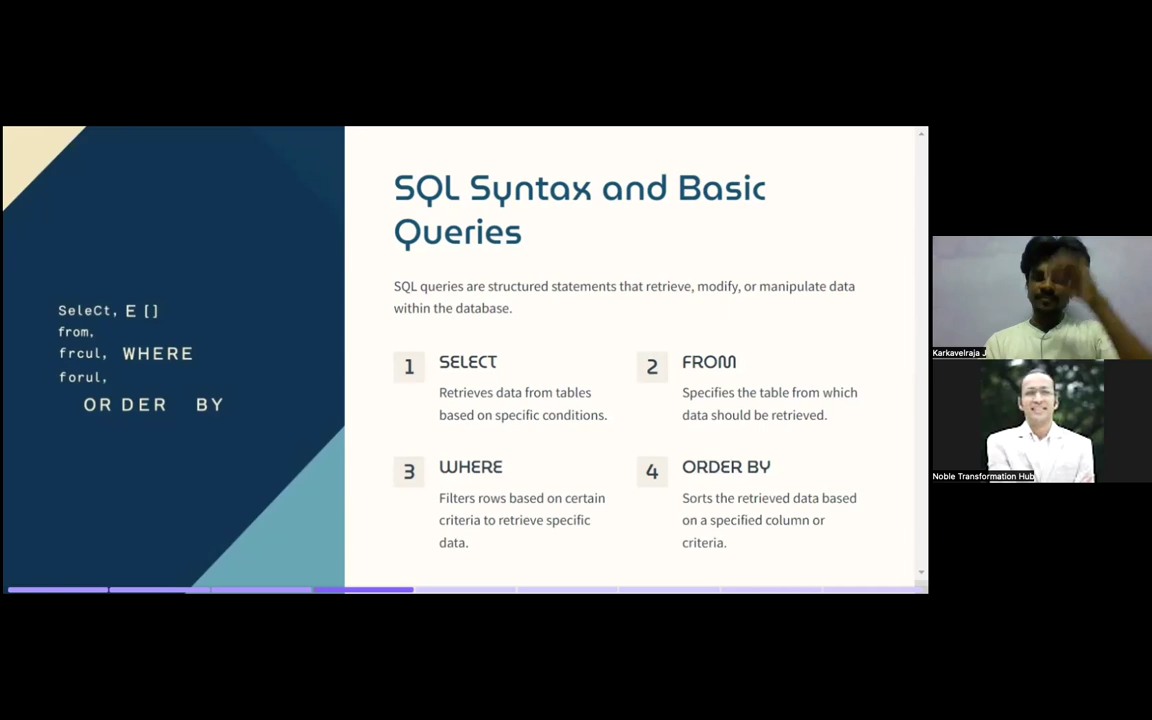 SeleCt, E []
from,
frcul, WHERE
forul,
ORDER BY
SQL Syntax and Basic
Queries
SQL queries are structured statements that retrieve, modify, or manipulate data
within the database.
1 SELECT
Retrieves data from tables
based on specific conditions.
2 FROM
Specifies the table from which
data should be retrieved.
3 WHERE
Filters rows based on certain
criteria to retrieve specific
data.
4 ORDER BY
Sorts the retrieved data based
on a specified column or
criteria.
Karkavelraja J
Noble Transformation Hub